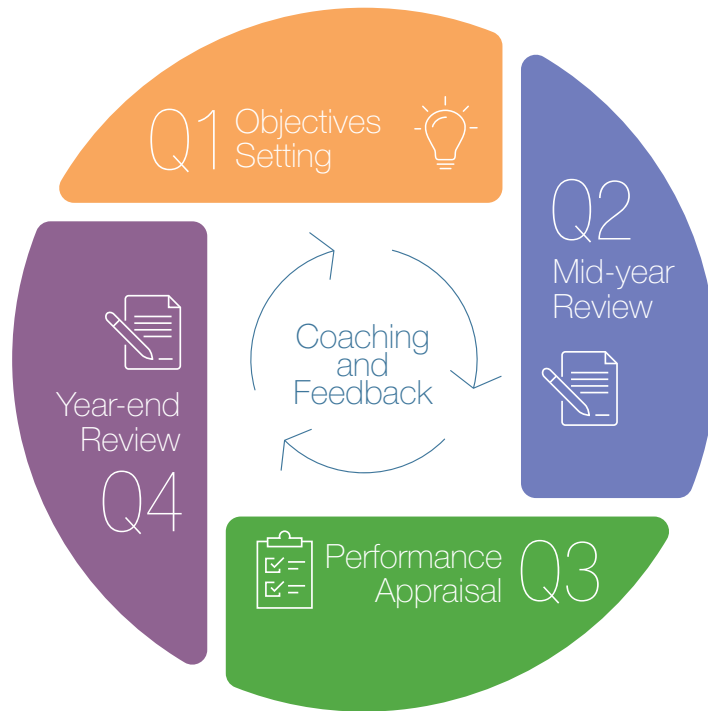 Q1
Objectives
Setting
Q2
Mid-year
Review
Coaching
and
Feedback
Performance
Appraisal
Q3
Year-end
Review
Q4